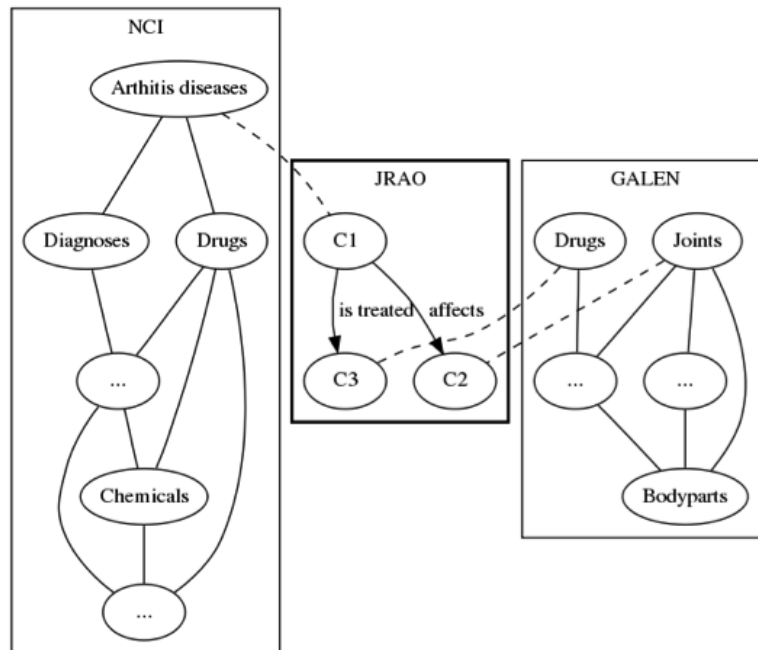 NCI
Arthitis diseases
Diagnoses
Drugs
...
Chemicals
...
JRAO
C1
is treated
affects
C3
C2
GALEN
Drugs
Joints
...
...
Bodyparts